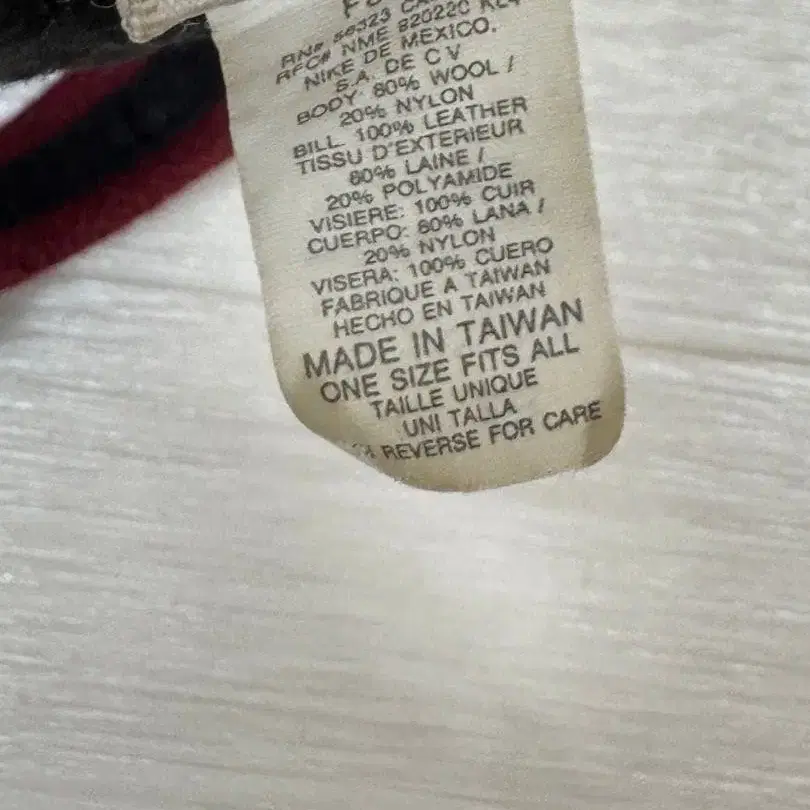 RN# 56323
RFC# NME 820220
NIKE DE MEXICO.
S.A. DE C V
BODY: 80% WOOL /
20% NYLON
BILL. 100% LEATHER
TISSU D'EXTERIEUR
80% LAINE /
20% POLYAMIDE
VISIERE: 100% CUIR
CUERPO: 80% LANA /
20% NYLON
VISERA: 100% CUERO
FABRIQUE A TAIWAN
HECHO EN TAIWAN
MADE IN TAIWAN
ONE SIZE FITS ALL
TAILLE UNIQUE
UNI TALLA
REVERSE FOR CARE